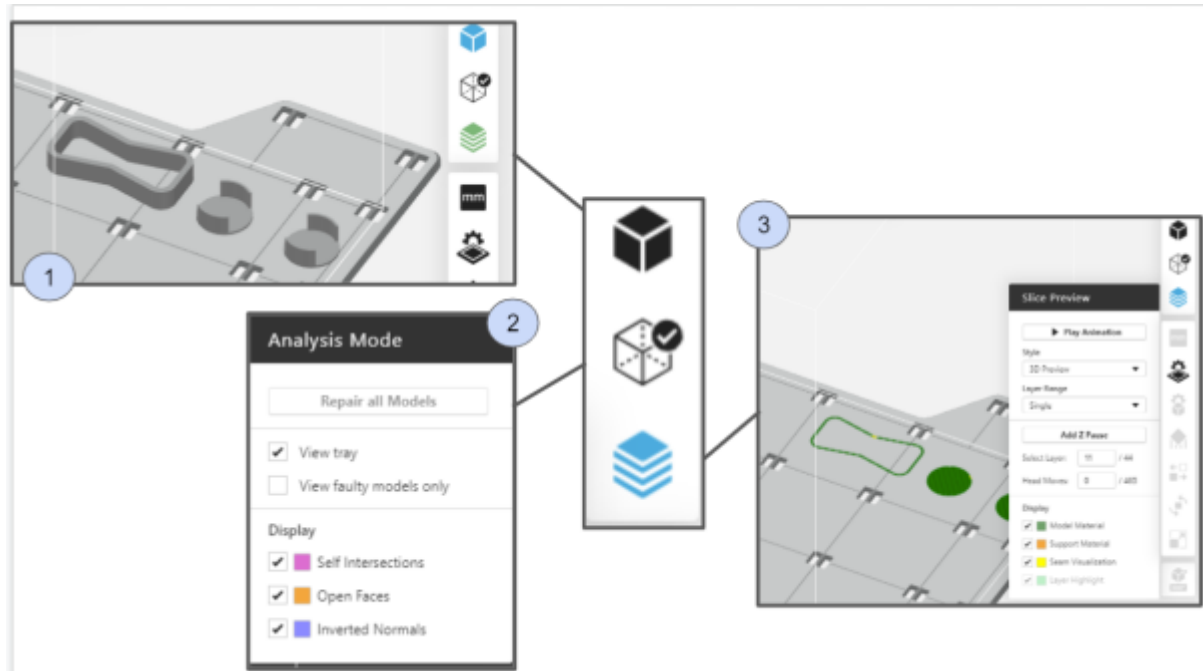 mm
1
2
Analysis Mode
Repair all Models
View tray
View faulty models only
Display
Self Intersections
Open Faces
Inverted Normals
3
Slice Preview
Play Animation
Style
3D Preview
Layer Range
Single
Add Z Pause
Select Layer: 11 / 44
Head Moves: 0
Display
Model Material
Support Material
Seam Visualization
Layer Highlight